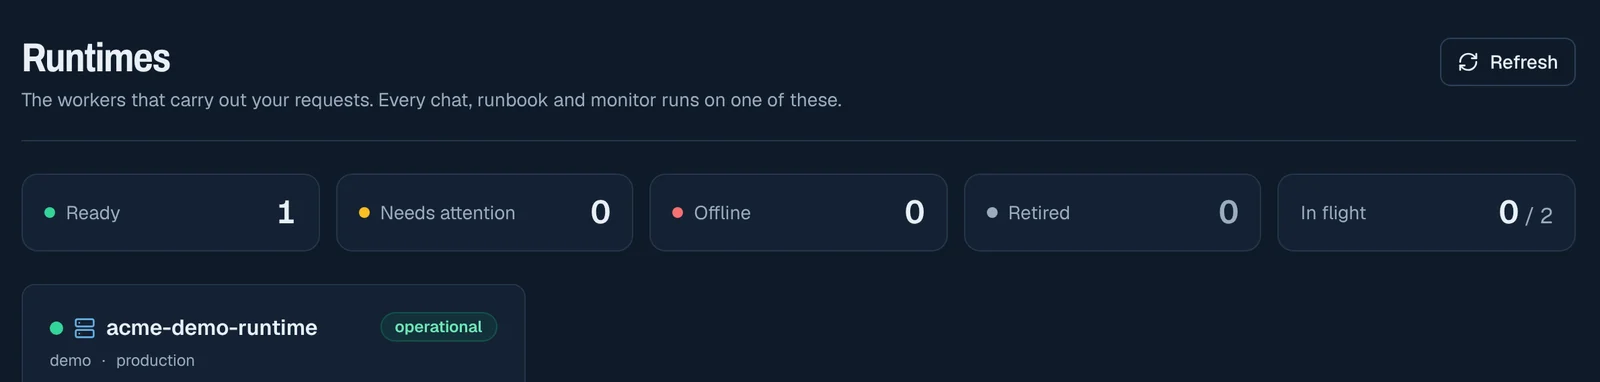 Runtimes
Refresh
The workers that carry out your requests. Every chat, runbook and monitor runs on one of these.
Ready 1
Needs attention 0
Offline 0
Retired 0
In flight 0 / 2
acme-demo-runtime operational
demo · production